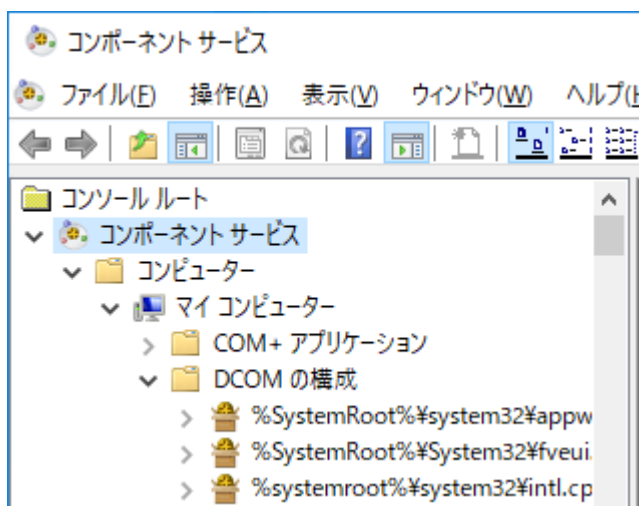 コンポーネント サービス
ファイル(F) 操作(A) 表示(V) ウィンドウ(W) ヘルプ(H
コンソール ルート
コンポーネント サービス
コンピューター
マイ コンピューター
COM+ アプリケーション
DCOM の構成
%SystemRoot%¥system32¥appw
%SystemRoot%¥System32¥fveui.
%systemroot%¥system32¥intl.cp